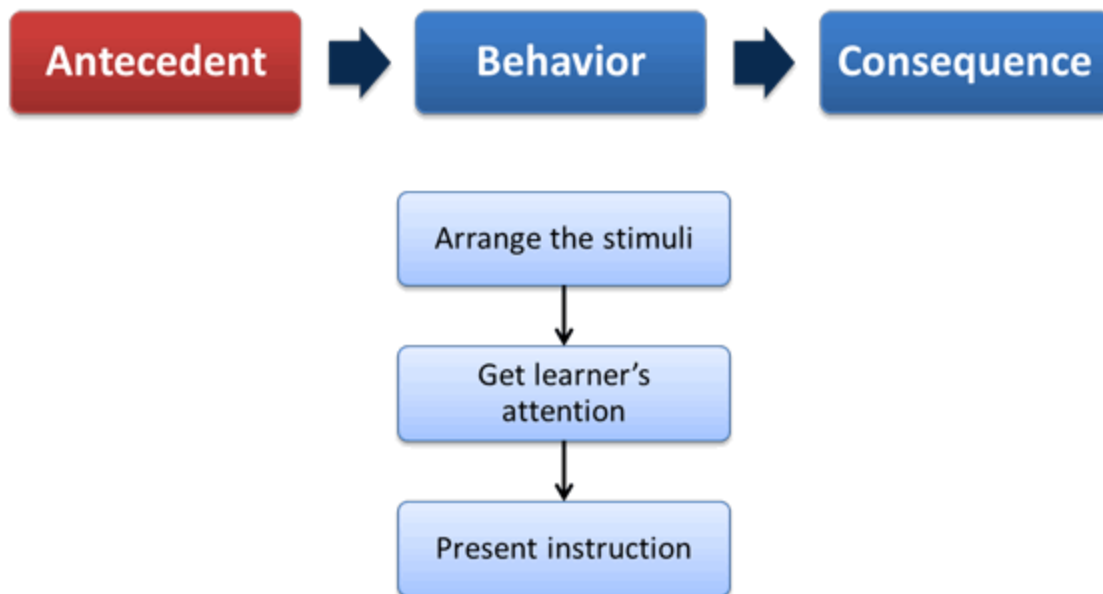 Antecedent
Behavior
Consequence
Arrange the stimuli
Get learner’s
attention
Present instruction